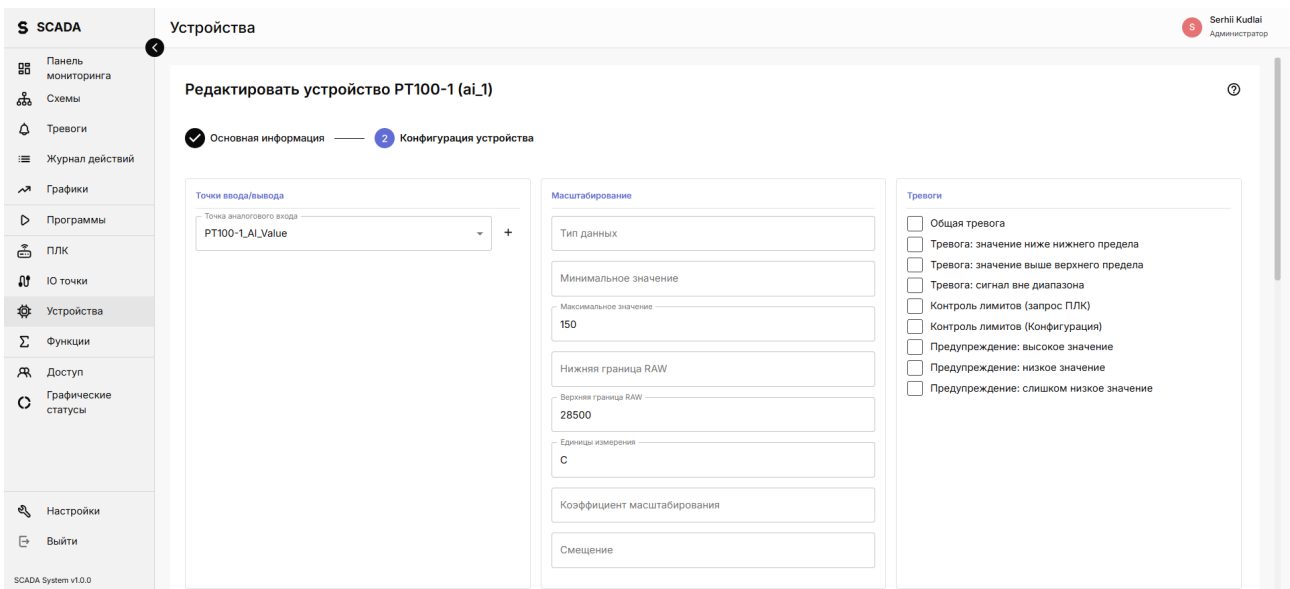 S SCADA
Устройства
S
Serhii Kudlai
Администратор
Панель
мониторинга
Схемы
Тревоги
Журнал действий
Графики
Программы
ПЛК
IO точки
Устройства
Функции
Доступ
Графические
статусы
Настройки
Выйти
SCADA System v1.0.0
Редактировать устройство PT100-1 (ai_1)
Основная информация
2 Конфигурация устройства
Точки ввода/вывода
Точка аналогового входа
PT100-1_AI_Value
+
Масштабирование
Тип данных
Минимальное значение
Максимальное значение
150
Нижняя граница RAW
Верхняя граница RAW
28500
Единицы измерения
C
Коэффициент масштабирования
Смещение
Тревоги
Общая тревога
Тревога: значение ниже нижнего предела
Тревога: значение выше верхнего предела
Тревога: сигнал вне диапазона
Контроль лимитов (запрос ПЛК)
Контроль лимитов (Конфигурация)
Предупреждение: высокое значение
Предупреждение: низкое значение
Предупреждение: слишком низкое значение